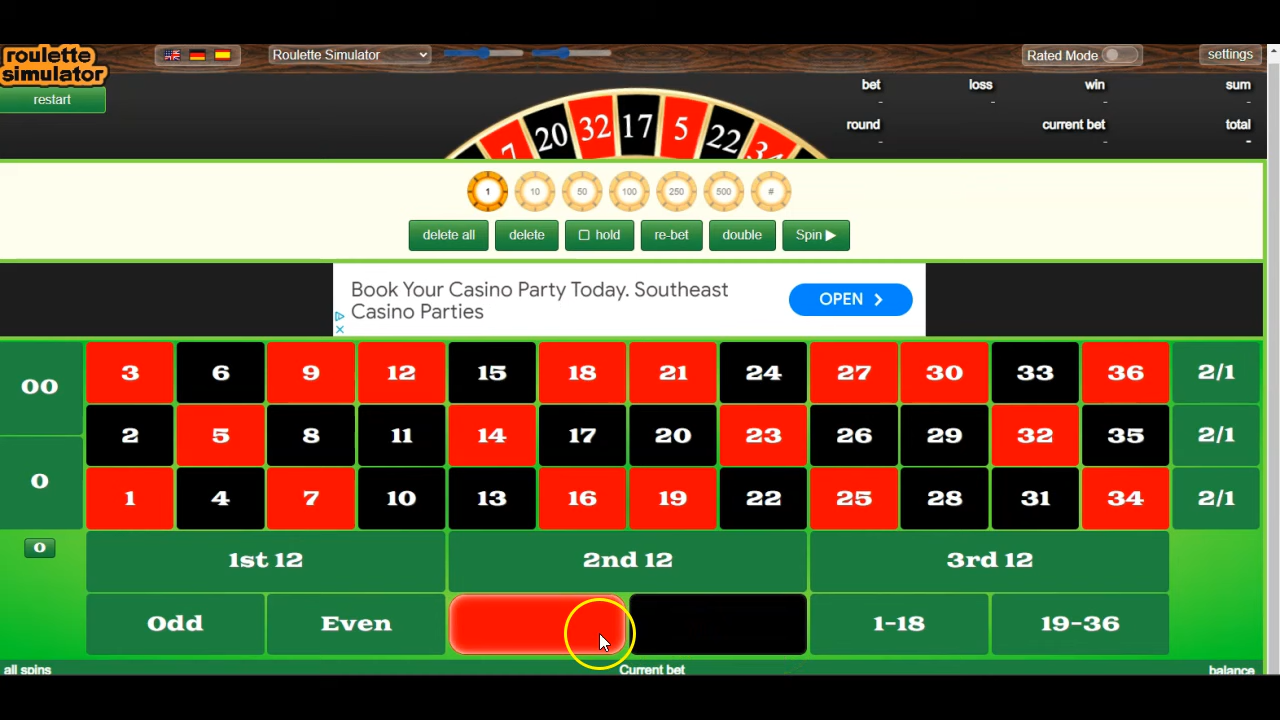 roulette
simulator
Roulette Simulator
Rated Mode
settings
restart
bet loss win sum
- - - -
round current bet total
- - -
7 20 32 17 5 22 34
1 10 50 100 250 500 #
delete all delete hold re-bet double Spin
Book Your Casino Party Today. Southeast
Casino Parties
OPEN
00 3 6 9 12 15 18 21 24 27 30 33 36 2/1
2 5 8 11 14 17 20 23 26 29 32 35 2/1
0 1 4 7 10 13 16 19 22 25 28 31 34 2/1
0 1st 12 2nd 12 3rd 12
Odd Even 1-18 19-36
all spins Current bet balance